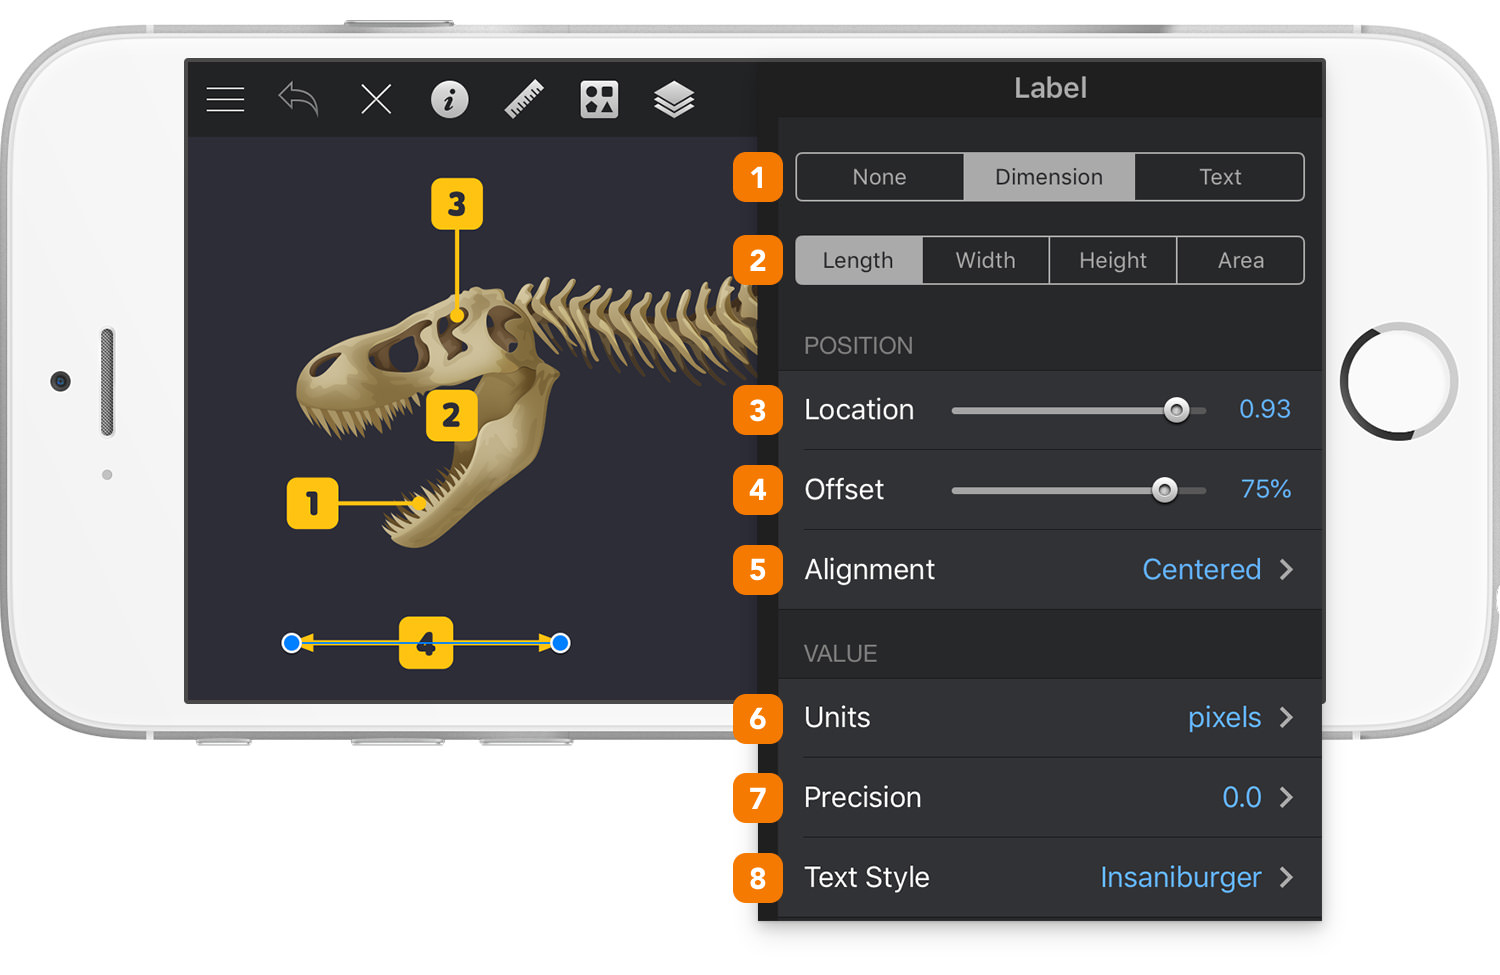 Label
1 None Dimension Text
2 Length Width Height Area
POSITION
3 Location 0.93
4 Offset 75%
5 Alignment Centered
VALUE
6 Units pixels
7 Precision 0.0
8 Text Style Insaniburger
i
3
2
1
4